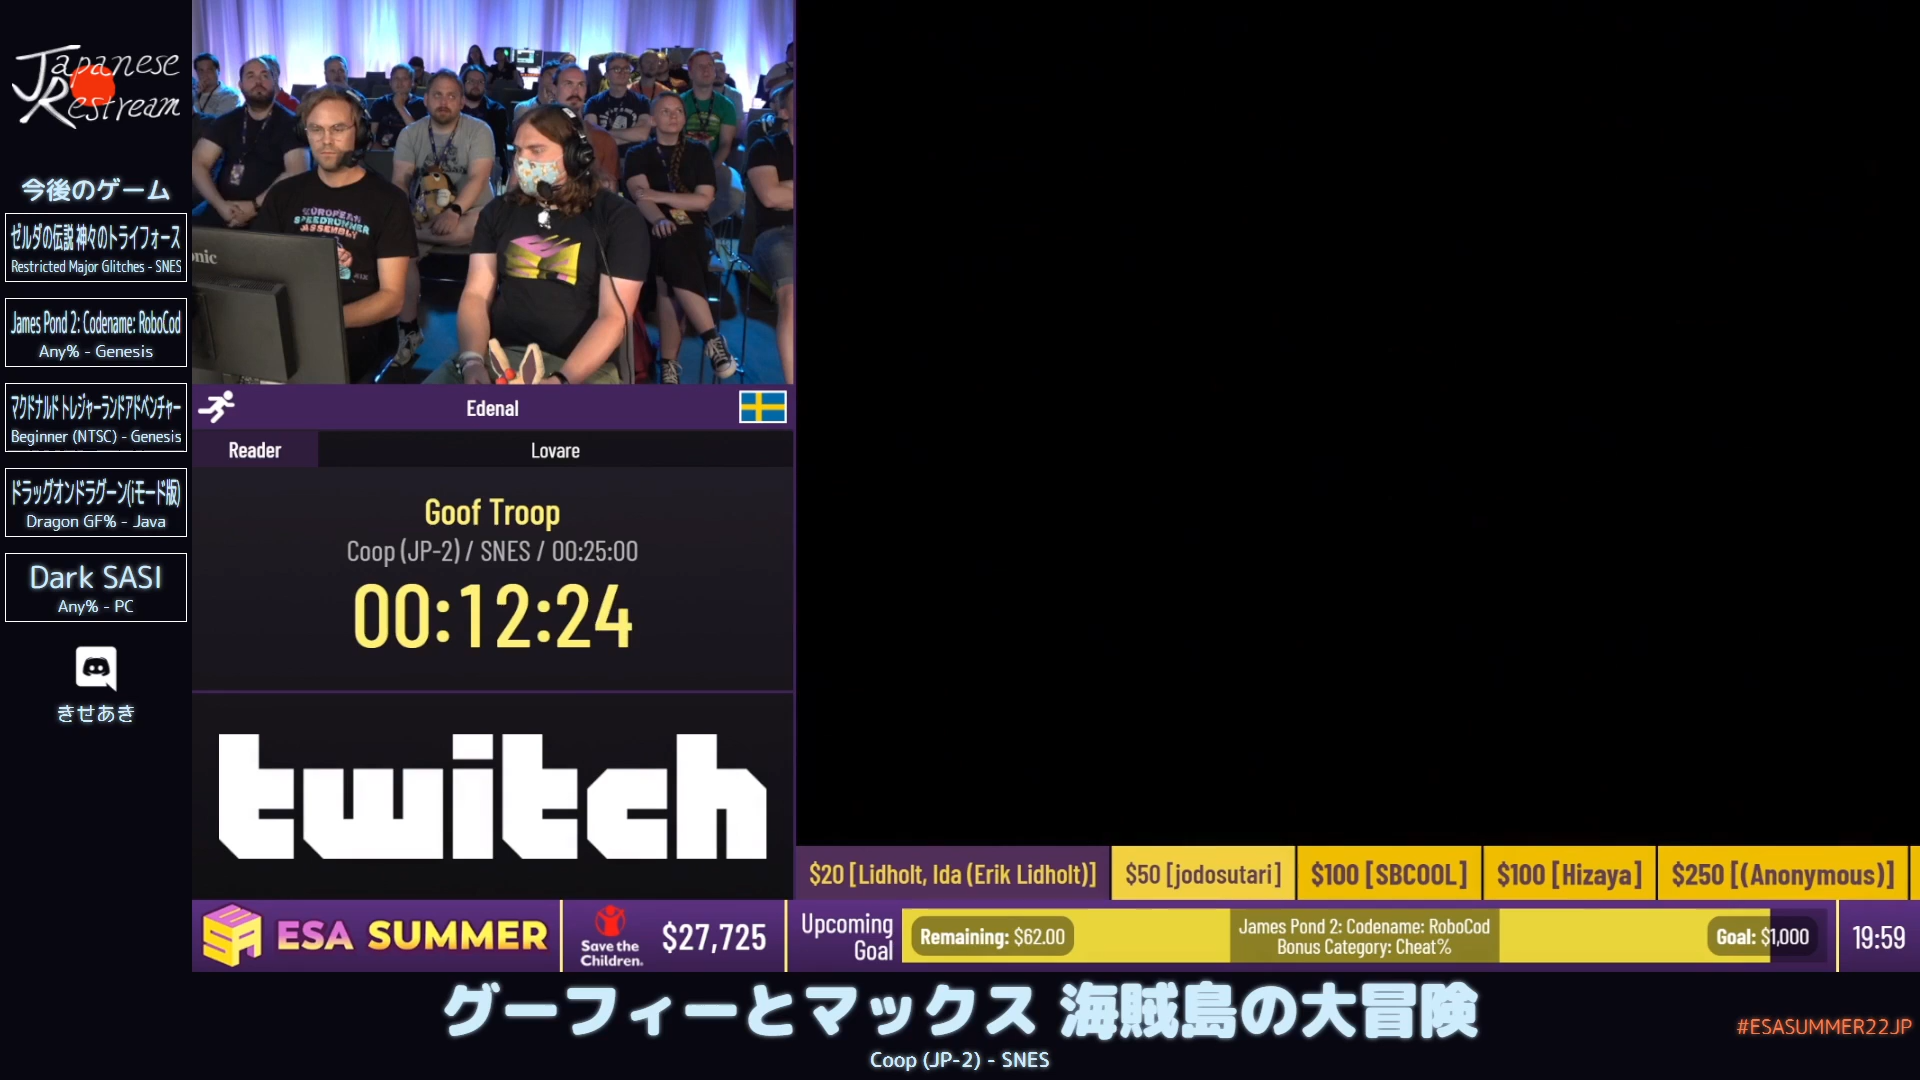 Japanese
Restream
今後のゲーム
ゼルダの伝説 神々のトライフォース
Restricted Major Glitches - SNES
James Pond 2: Codename: RoboCod
Any% - Genesis
マクドナルド トレジャーランドアドベンチャー
Beginner (NTSC) - Genesis
ドラッグオンドラグーン(iモード版)
Dragon GF% - Java
Dark SASI
Any% - PC
きせあき
EUROPEAN
SPEEDRUNNER
ASSEMBLY
nic
Edenal
Reader
Lovare
Goof Troop
Coop (JP-2) / SNES / 00:25:00
00:12:24
twitch
$20 [Lidholt, Ida (Erik Lidholt)]
$50 [jodosutari]
$100 [SBCOOL]
$100 [Hizaya]
$250 [(Anonymous)]
ESA SUMMER
Save the
Children.
$27,725
Upcoming
Goal
Remaining: $62.00
James Pond 2: Codename: RoboCod
Bonus Category: Cheat%
Goal: $1,000
19:59
グーフィーとマックス 海賊島の大冒険
Coop (JP-2) - SNES
#ESASUMMER22JP